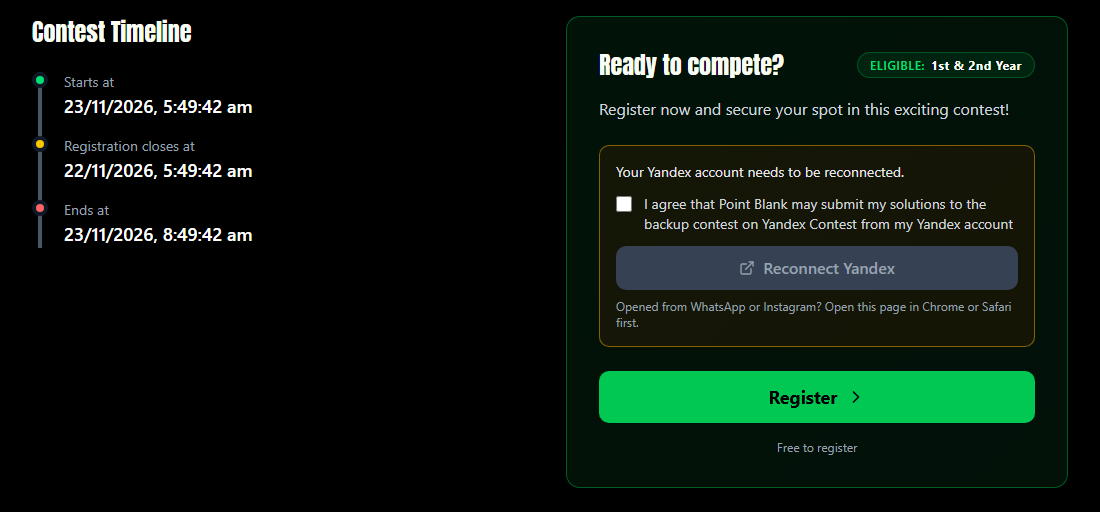 Contest Timeline
Starts at
23/11/2026, 5:49:42 am
Registration closes at
22/11/2026, 5:49:42 am
Ends at
23/11/2026, 8:49:42 am
Ready to compete?
ELIGIBLE: 1st & 2nd Year
Register now and secure your spot in this exciting contest!
Your Yandex account needs to be reconnected.
I agree that Point Blank may submit my solutions to the
backup contest on Yandex Contest from my Yandex account
Reconnect Yandex
Opened from WhatsApp or Instagram? Open this page in Chrome or Safari
first.
Register
Free to register